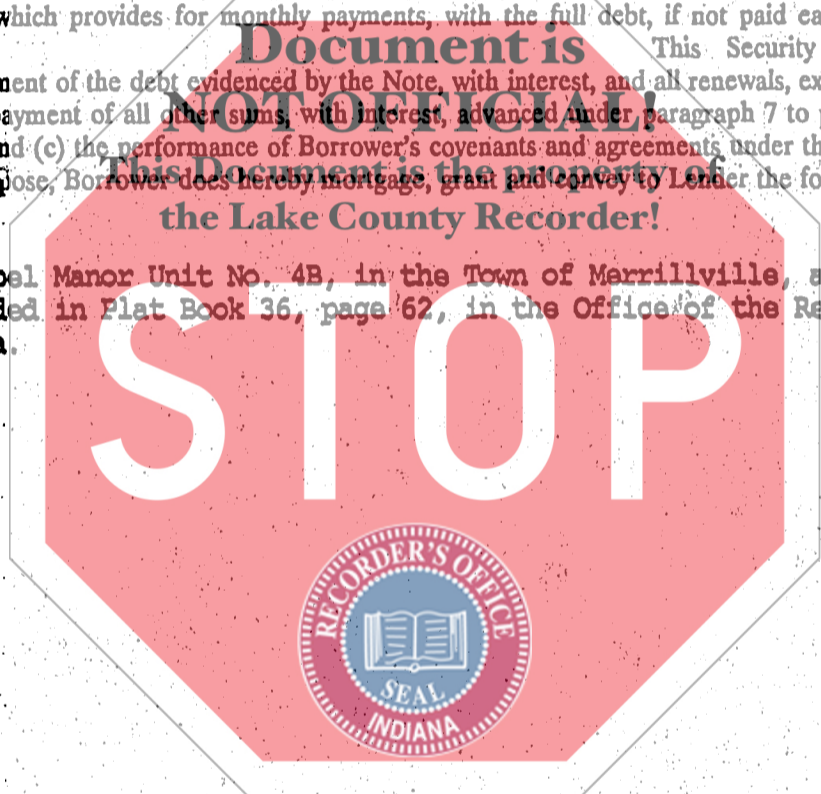 which provides for monthly payments, with the full debt, if not paid ea
Document is
This Security
ment of the debt evidenced by the Note, with interest, and all renewals, ex
NOT OFFICIAL!
ayment of all other sums, with interest, advanced under paragraph 7 to p
nd (c) the performance of Borrower's covenants and agreements under th
This Document is the property of
pose, Borrower does hereby mortgage, grant and convey to Lender the fo
the Lake County Recorder!
bel Manor Unit No. 4B, in the Town of Merrillville, a
ded in Plat Book 36, page 62, in the Office of the Re
a.
STOP
RECORDER'S OFFICE
SEAL
INDIANA